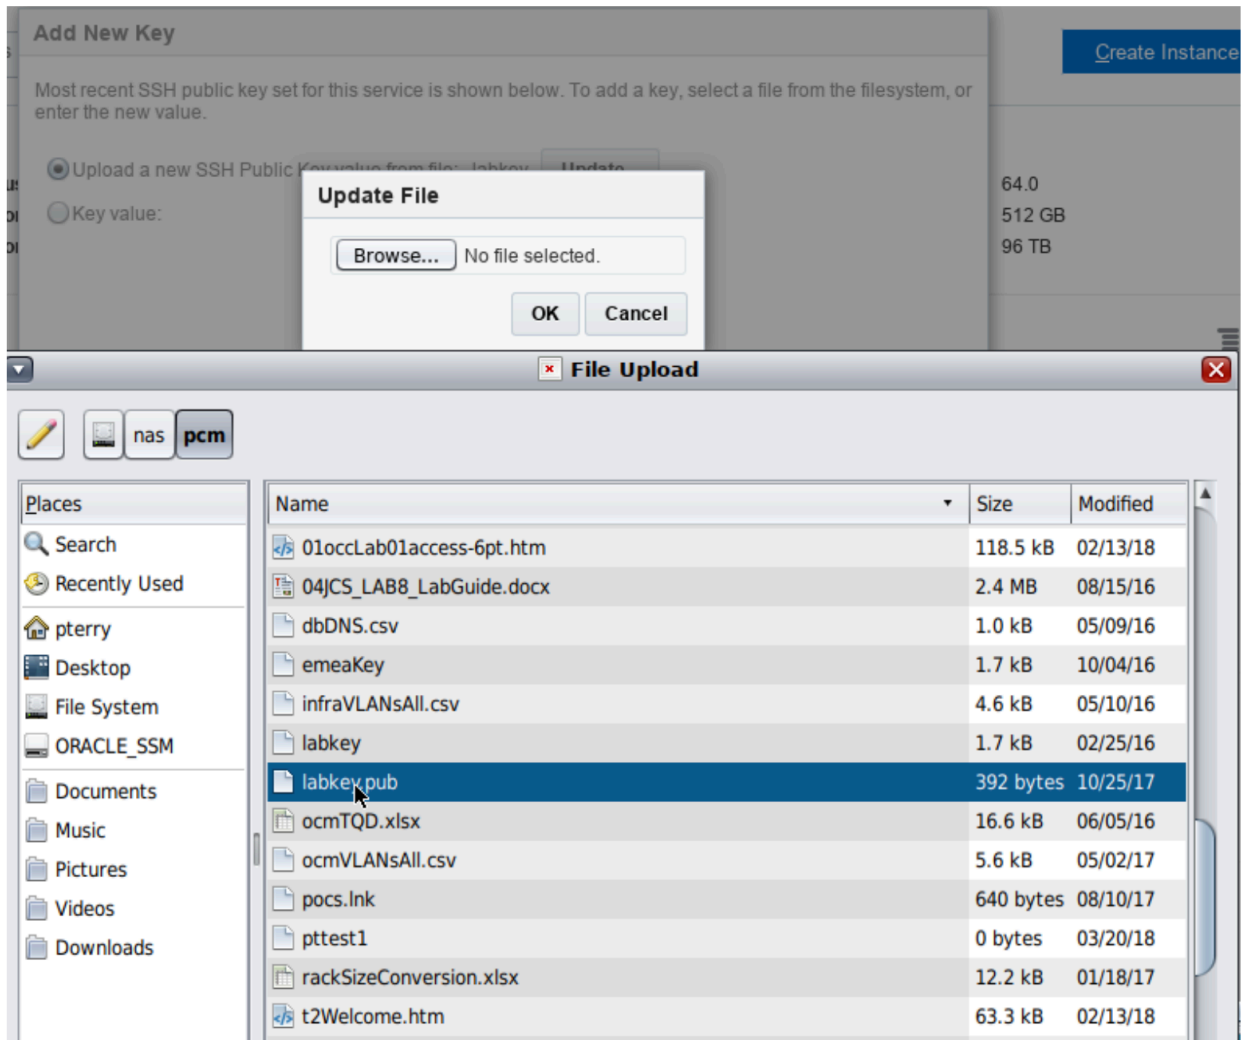 Add New Key
Create Instance
Most recent SSH public key set for this service is shown below. To add a key, select a file from the filesystem, or
enter the new value.
Upload a new SSH Public Key value from file: labkey Update...
Key value:
64.0
512 GB
96 TB
Update File
Browse... No file selected.
OK Cancel
File Upload
nas pcm
Places
Search
Recently Used
pterry
Desktop
File System
ORACLE_SSM
Documents
Music
Pictures
Videos
Downloads
Name Size Modified
01occLab01access-6pt.htm 118.5 kB 02/13/18
04JCS_LAB8_LabGuide.docx 2.4 MB 08/15/16
dbDNS.csv 1.0 kB 05/09/16
emeaKey 1.7 kB 10/04/16
infraVLANsAll.csv 4.6 kB 05/10/16
labkey 1.7 kB 02/25/16
labkey.pub 392 bytes 10/25/17
ocmTQD.xlsx 16.6 kB 06/05/16
ocmVLANsAll.csv 5.6 kB 05/02/17
pocs.lnk 640 bytes 08/10/17
pttest1 0 bytes 03/20/18
rackSizeConversion.xlsx 12.2 kB 01/18/17
t2Welcome.htm 63.3 kB 02/13/18